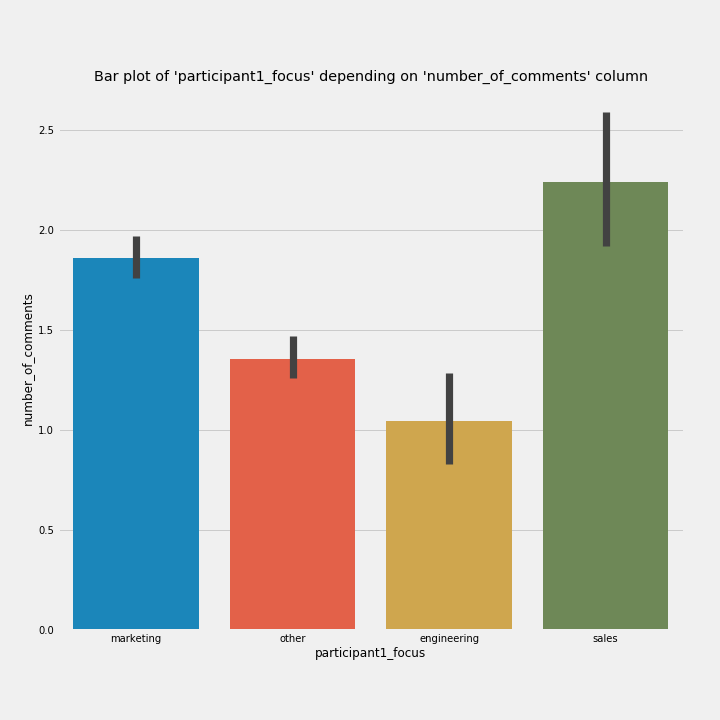 Bar plot of 'participant1_focus' depending on 'number_of_comments' column
2.5
2.0
1.5
1.0
0.5
0.0
number_of_comments
marketing other engineering sales
participant1_focus